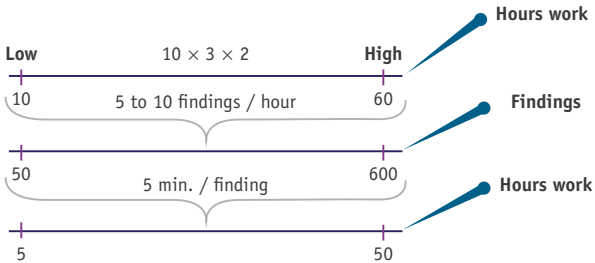 Hours work
Low 10 × 3 × 2 High
10 5 to 10 findings / hour 60
Findings
50 600
5 min. / finding
Hours work
5 50